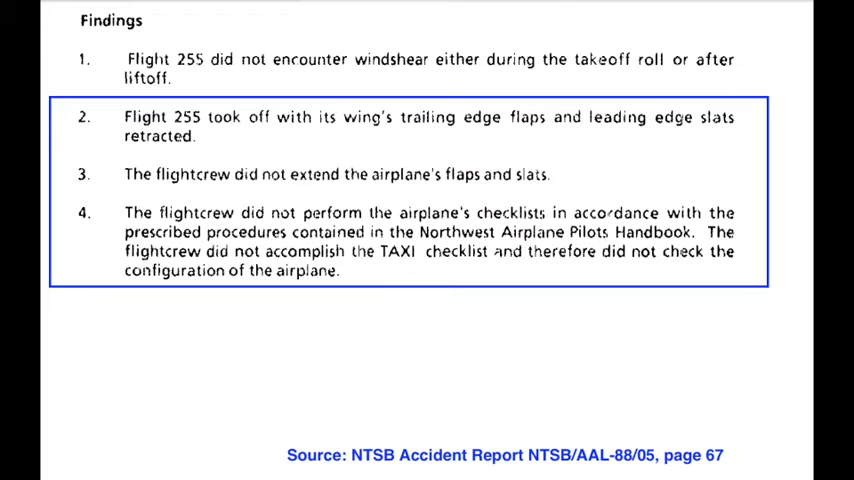 Findings
1. Flight 255 did not encounter windshear either during the takeoff roll or after
liftoff.
2. Flight 255 took off with its wing's trailing edge flaps and leading edge slats
retracted.
3. The flightcrew did not extend the airplane's flaps and slats.
4. The flightcrew did not perform the airplane's checklists in accordance with the
prescribed procedures contained in the Northwest Airplane Pilots Handbook. The
flightcrew did not accomplish the TAXI checklist and therefore did not check the
configuration of the airplane.
Source: NTSB Accident Report NTSB/AAL-88/05, page 67